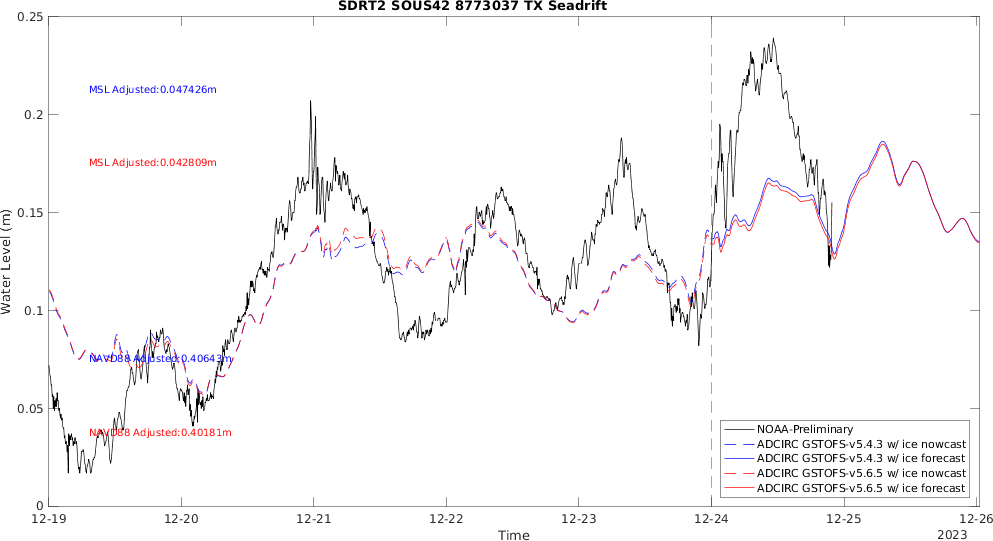 SDRT2 SOUS42 8773037 TX Seadrift
0.25
0.2
0.15
0.1
0.05
0
Water Level (m)
MSL Adjusted:0.047426m
MSL Adjusted:0.042809m
NAVD88 Adjusted:0.40643m
NAVD88 Adjusted:0.40181m
NOAA-Preliminary
ADCIRC GSTOFS-v5.4.3 w/ ice nowcast
ADCIRC GSTOFS-v5.4.3 w/ ice forecast
ADCIRC GSTOFS-v5.6.5 w/ ice nowcast
ADCIRC GSTOFS-v5.6.5 w/ ice forecast
12-19 12-20 12-21 12-22 12-23 12-24 12-25 12-26
Time
2023